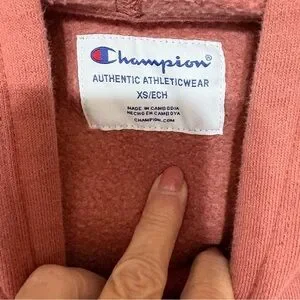 Champion
AUTHENTIC ATHLETICWEAR
XS/ECH
MADE IN CAMBODIA
HECHO EN CAMBOYA
CHAMPION.COM